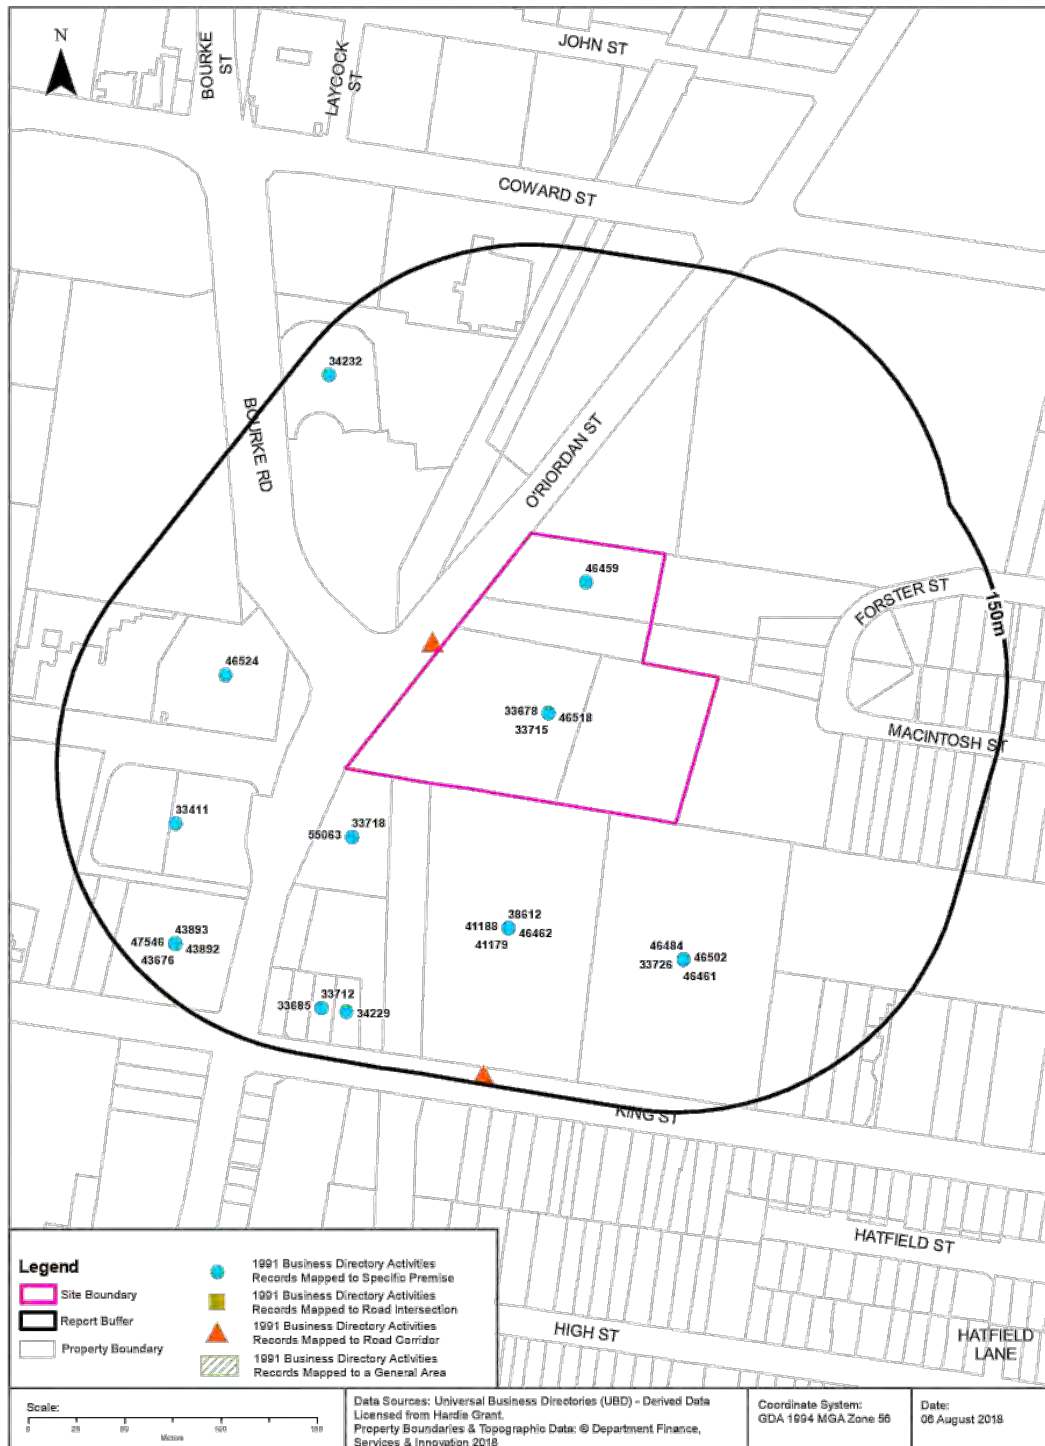 N
JOHN ST
BOURKE
ST
LAYCOCK
ST
COWARD ST
34232
BOURKE RD
O'RIORDAN ST
46459
FORSTER ST
150m
46524
33678
46518
33715
MACINTOSH ST
33411
33718
55063
38612
41188
46462
41179
43893
47546
43892
43676
46484
46502
33726
46461
33712
33685
34229
KING ST
HATFIELD ST
HIGH ST
HATFIELD
LANE
Legend
Site Boundary
Report Buffer
Property Boundary
1991 Business Directory Activities
Records Mapped to Specific Premise
1991 Business Directory Activities
Records Mapped to Road Intersection
1991 Business Directory Activities
Records Mapped to Road Corridor
1991 Business Directory Activities
Records Mapped to a General Area
Scale:
Meters
Data Sources: Universal Business Directories (UBD) - Derived Data
Licensed from Hardie Grant.
Property Boundaries & Topographic Data: © Department Finance,
Services & Innovation 2018
Coordinate System:
GDA 1994 MGA Zone 56
Date:
06 August 2018